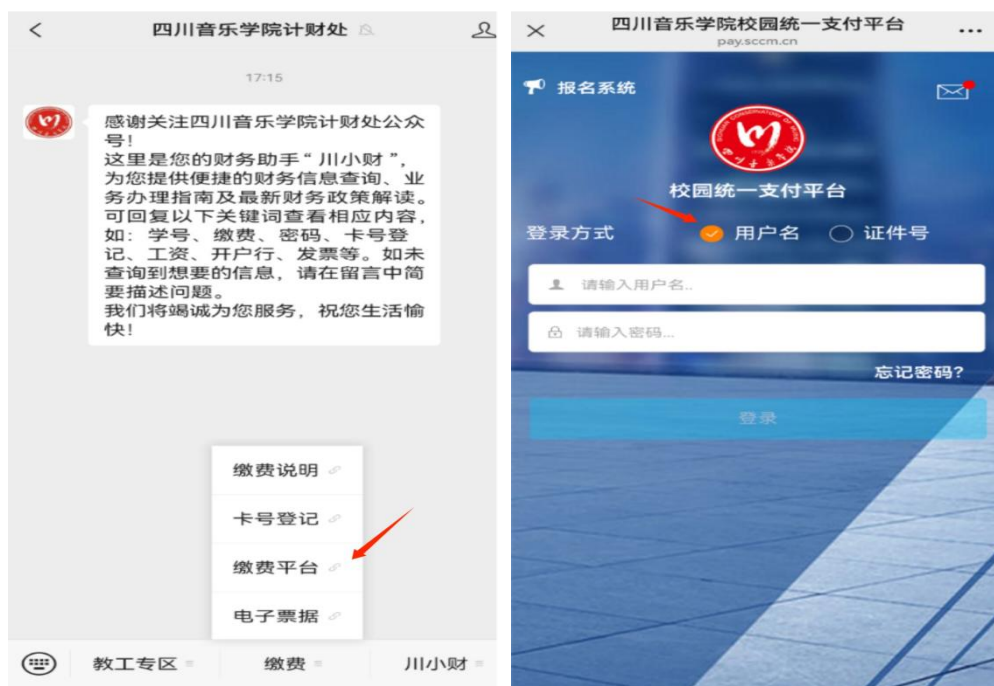 四川音乐学院计财处
17:15
感谢关注四川音乐学院计财处公众
号！
这里是您的财务助手“川小财”，
为您提供便捷的财务信息查询、业
务办理指南及最新财务政策解读。
可回复以下关键词查看相应内容，
如：学号、缴费、密码、卡号登
记、工资、开户行、发票等。如未
查询到想要的信息，请在留言中简
要描述问题。
我们将竭诚为您服务，祝您生活愉
快！
缴费说明
卡号登记
缴费平台
电子票据
教工专区
缴费
川小财
四川音乐学院校园统一支付平台
pay.sccm.cn
报名系统
校园统一支付平台
登录方式 用户名 证件号
请输入用户名..
请输入密码...
忘记密码?
登录